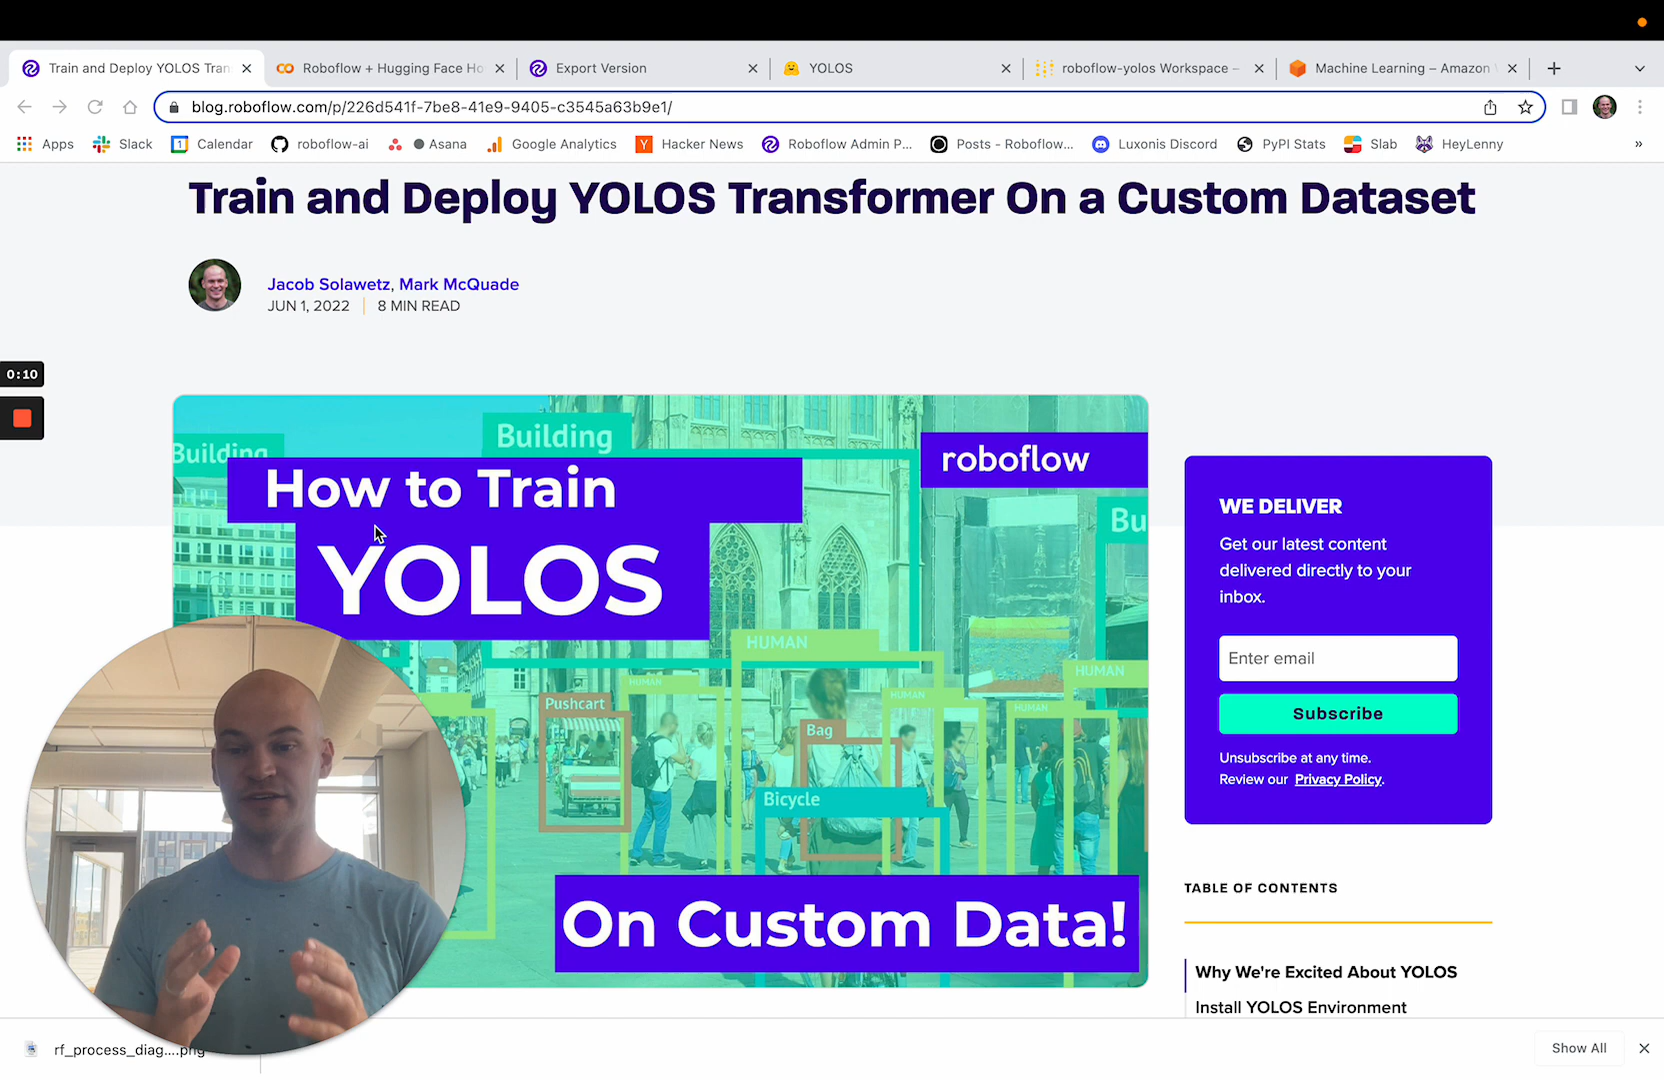 Train and Deploy YOLOS Tran
Roboflow + Hugging Face Ho
Export Version
YOLOS
roboflow-yolos Workspace –
Machine Learning – Amazon
blog.roboflow.com/p/226d541f-7be8-41e9-9405-c3545a63b9e1/
Apps
Slack
Calendar
roboflow-ai
Asana
Google Analytics
Hacker News
Roboflow Admin P...
Posts - Roboflow...
Luxonis Discord
PyPI Stats
Slab
HeyLenny
»
Train and Deploy YOLOS Transformer On a Custom Dataset
Jacob Solawetz, Mark McQuade
JUN 1, 2022 | 8 MIN READ
0:10
Building
Building
roboflow
How to Train
YOLOS
Bu
HUMAN
HUMAN
HUMAN
HUMAN
HUMAN
Pushcart
Bag
Bicycle
On Custom Data!
WE DELIVER
Get our latest content
delivered directly to your
inbox.
Enter email
Subscribe
Unsubscribe at any time.
Review our Privacy Policy.
TABLE OF CONTENTS
Why We're Excited About YOLOS
Install YOLOS Environment
rf_process_diag....png
Show All